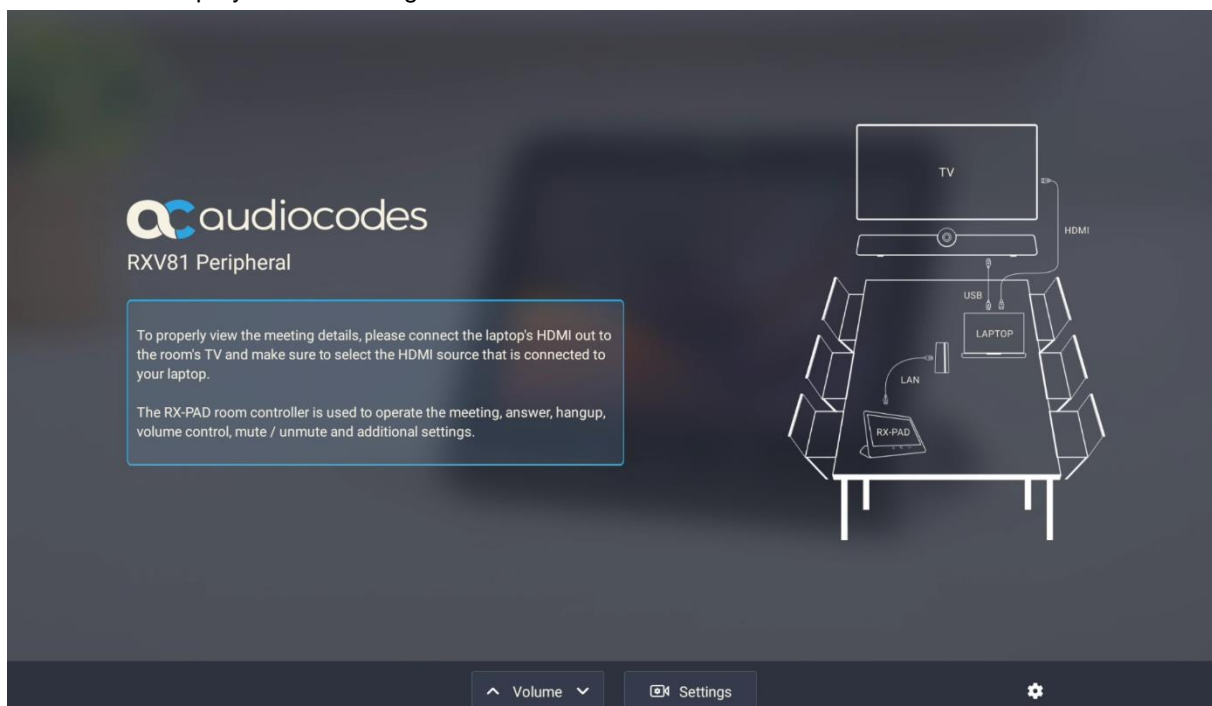 audiocodes
RXV81 Peripheral
To properly view the meeting details, please connect the laptop's HDMI out to
the room's TV and make sure to select the HDMI source that is connected to
your laptop.
The RX-PAD room controller is used to operate the meeting, answer, hangup,
volume control, mute / unmute and additional settings.
TV
HDMI
USB
LAPTOP
LAN
RX-PAD
Volume
Settings